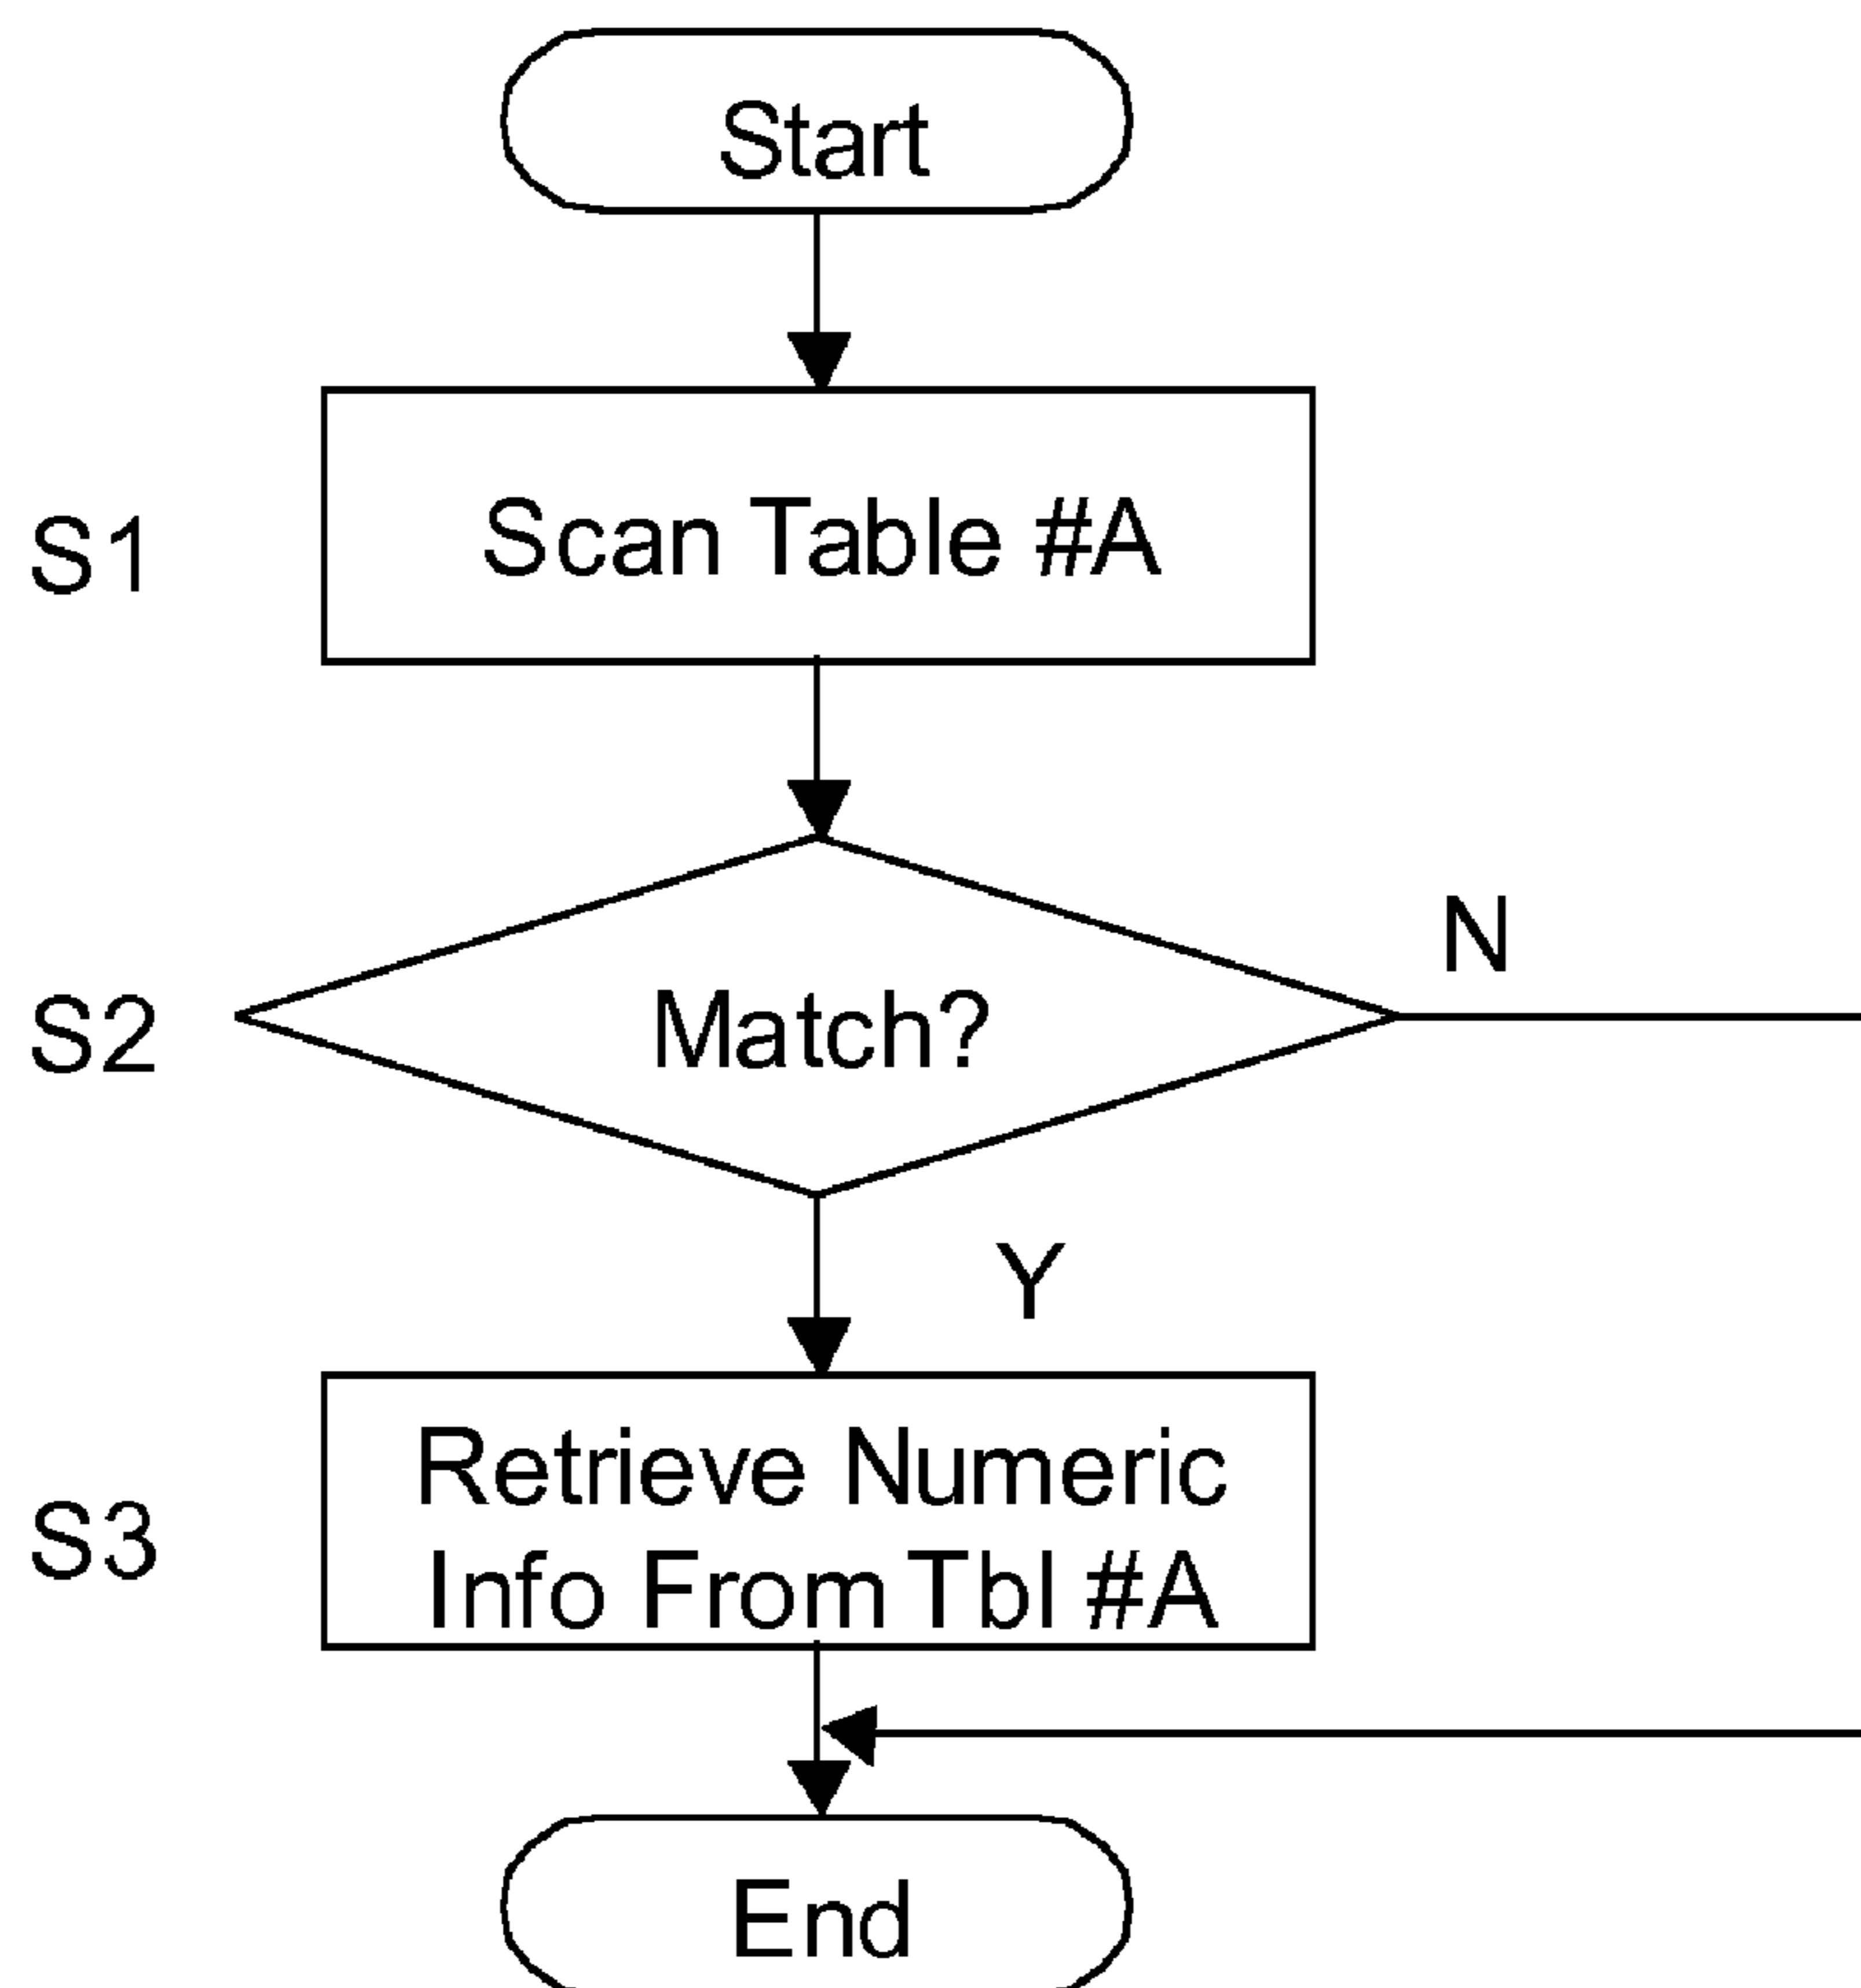 Start
S1
Scan Table #A
N
S2
Match?
Y
S3
Retrieve Numeric
Info From Tbl #A
End